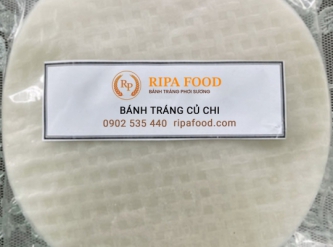 Rp
RIPA FOOD
BÁNH TRÁNG PHƠI SƯƠNG
BÁNH TRÁNG CỦ CHI
0902 535 440 ripafood.com